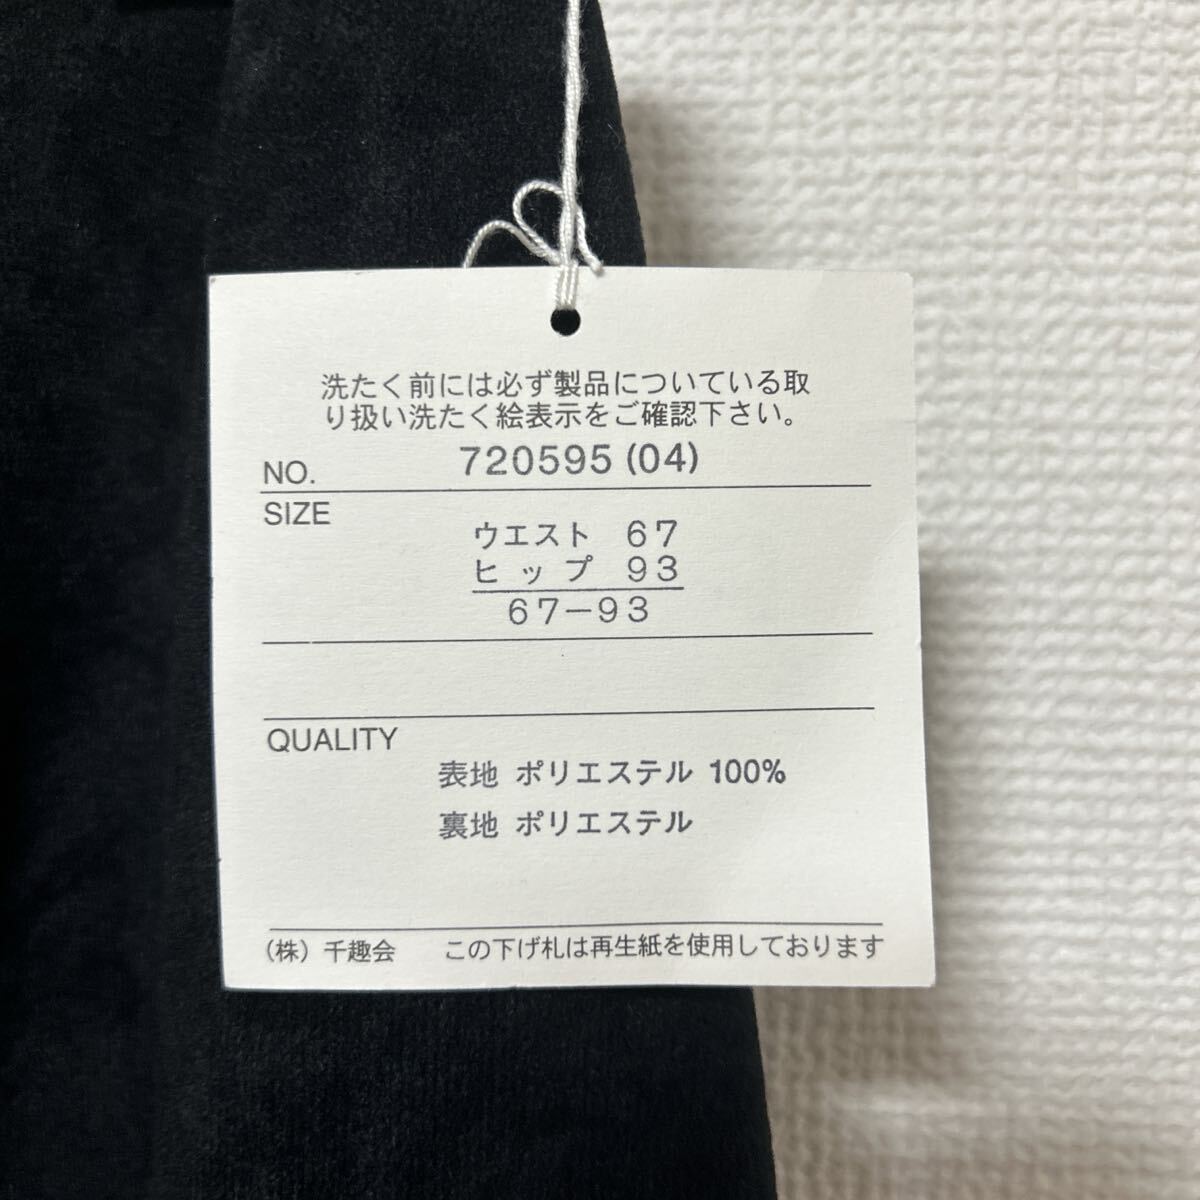 洗たく前には必ず製品についている取
り扱い洗たく絵表示をご確認下さい。
NO. 720595(04)
SIZE
ウエスト 67
ヒップ 93
67－93
QUALITY
表地 ポリエステル 100%
裏地 ポリエステル
(株) 千趣会 この下げ札は再生紙を使用しております